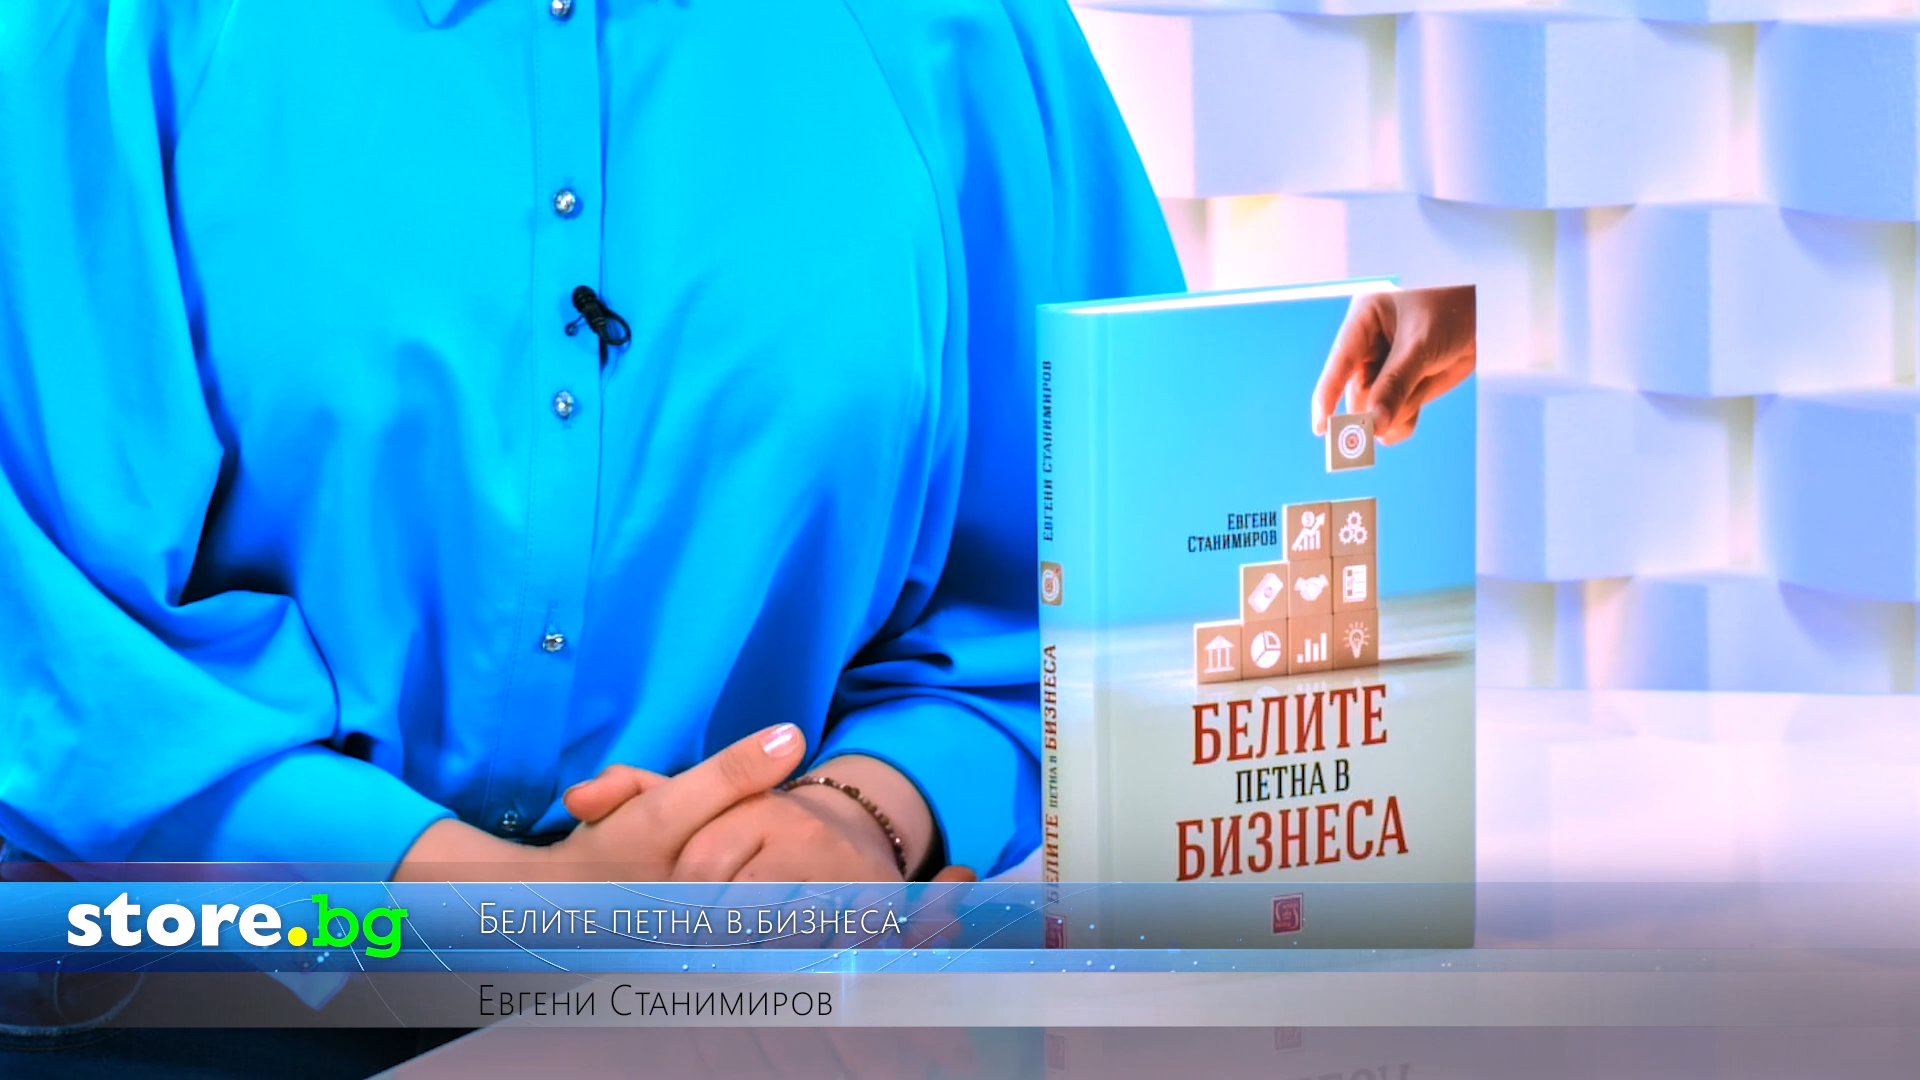 Евгени Станимиров
Белите петна в Бизнеса
Евгени
Станимиров
БЕЛИТЕ
ПЕТНА В
БИЗНЕСА
store.bg
Белите петна в бизнеса
Евгени Станимиров